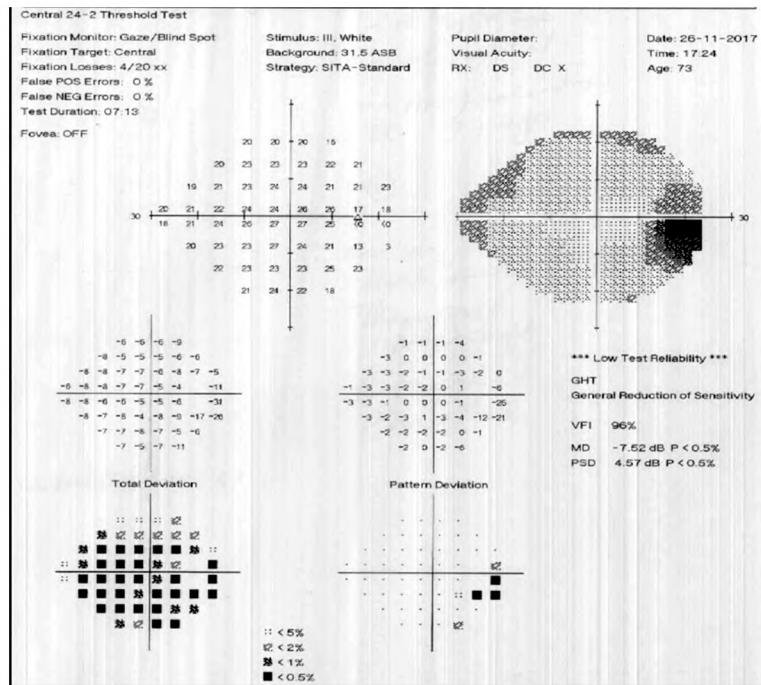 Central 24-2 Threshold Test
Fixation Monitor: Gaze/Blind Spot
Fixation Target: Central
Fixation Losses: 4/20 xx
False POS Errors: 0 %
False NEG Errors: 0 %
Test Duration: 07:13
Fovea: OFF
Stimulus: III, White
Background: 31.5 ASB
Strategy: SITA-Standard
Pupil Diameter:
Visual Acuity:
RX: DS DC X
Date: 26-11-2017
Time: 17:24
Age: 73
20 20 20 15
20 23 23 23 22 21
19 21 23 24 24 21 21 23
20 21 22 24 24 26 26 17 18
30
18 21 24 26 27 27 25 <0
20 23 23 27 24 21 13 3
22 23 23 23 25 23
21 24 22 18
30
-6 -6 -6 -9
-8 -5 -5 -5 -6 -6
-8 -8 -7 -7 -6 -8 -7 -5
-6 -8 -8 -7 -7 -5 -4 -11
-8 -8 -6 -5 -5 -6 -31
-8 -7 -8 -4 -8 -9 -17 -26
-7 -7 -8 -7 -5 -6
-7 -5 -7 -11
Total Deviation
-1 -1 -1 -4
-3 0 0 0 0 -1
-3 -3 -2 -1 -1 -3 -2 0
-1 -3 -3 -2 -2 0 1 -6
-3 -3 -1 0 0 0 -25
-3 -2 -3 1 -3 -4 -12 -21
-2 -2 -2 -2 0 -1
-2 0 -2 -6
Pattern Deviation
*** Low Test Reliability ***
GHT
General Reduction of Sensitivity
VFI 96%
MD -7.52 dB P < 0.5%
PSD 4.57 dB P < 0.5%
< 5%
< 2%
< 1%
< 0.5%